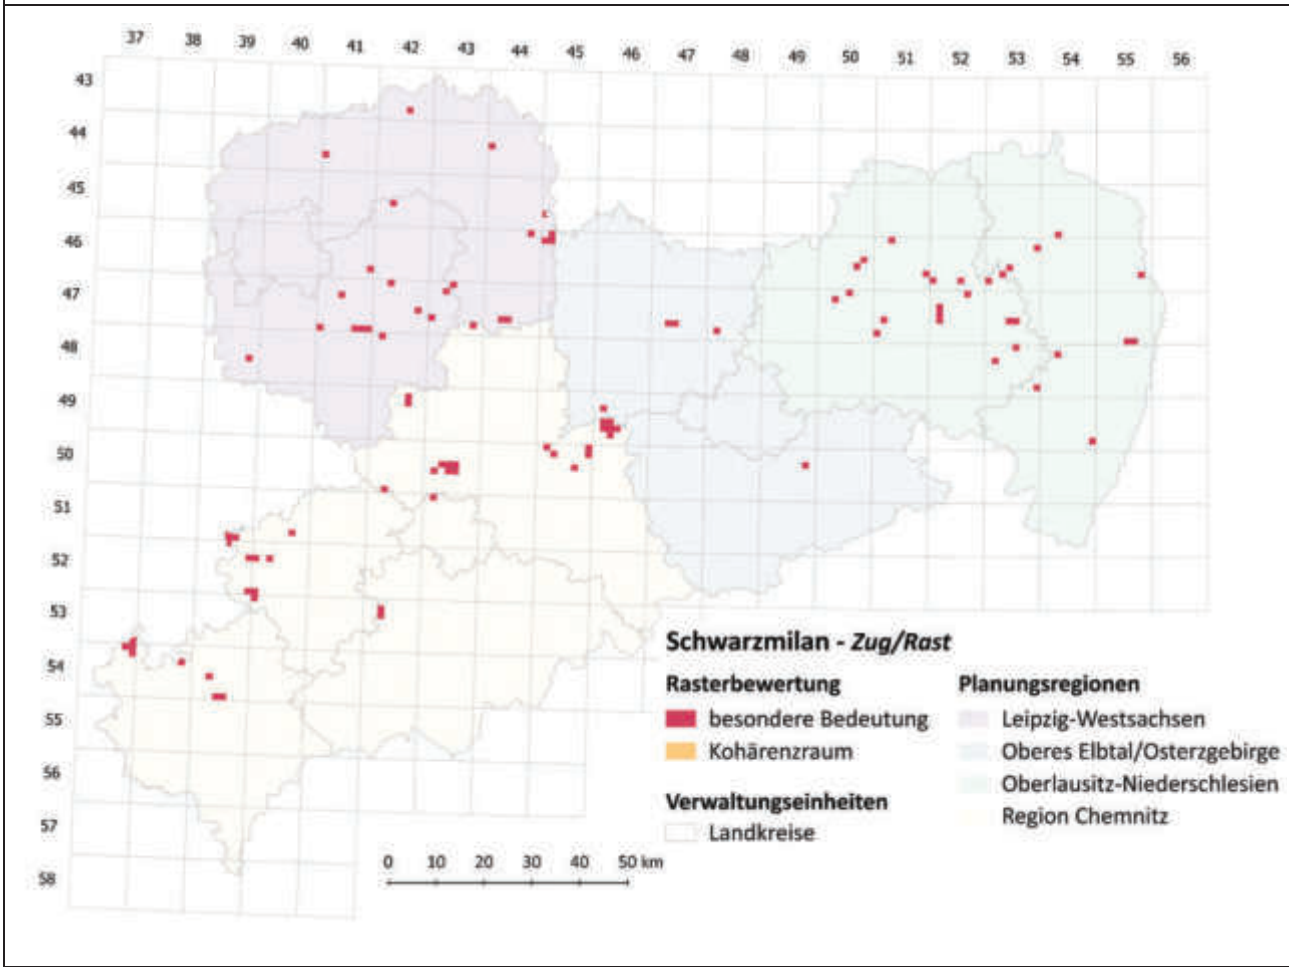 37 38 39 40 41 42 43 44 45 46 47 48 49 50 51 52 53 54 55 56
43
44
45
46
47
48
49
50
51
52
53
54
55
56
57
58
Schwarzmilan - Zug/Rast
Rasterbewertung
besondere Bedeutung
Kohärenzraum
Verwaltungseinheiten
Landkreise
Planungsregionen
Leipzig-Westsachsen
Oberes Elbtal/Osterzgebirge
Oberlausitz-Niederschlesien
Region Chemnitz
0 10 20 30 40 50 km